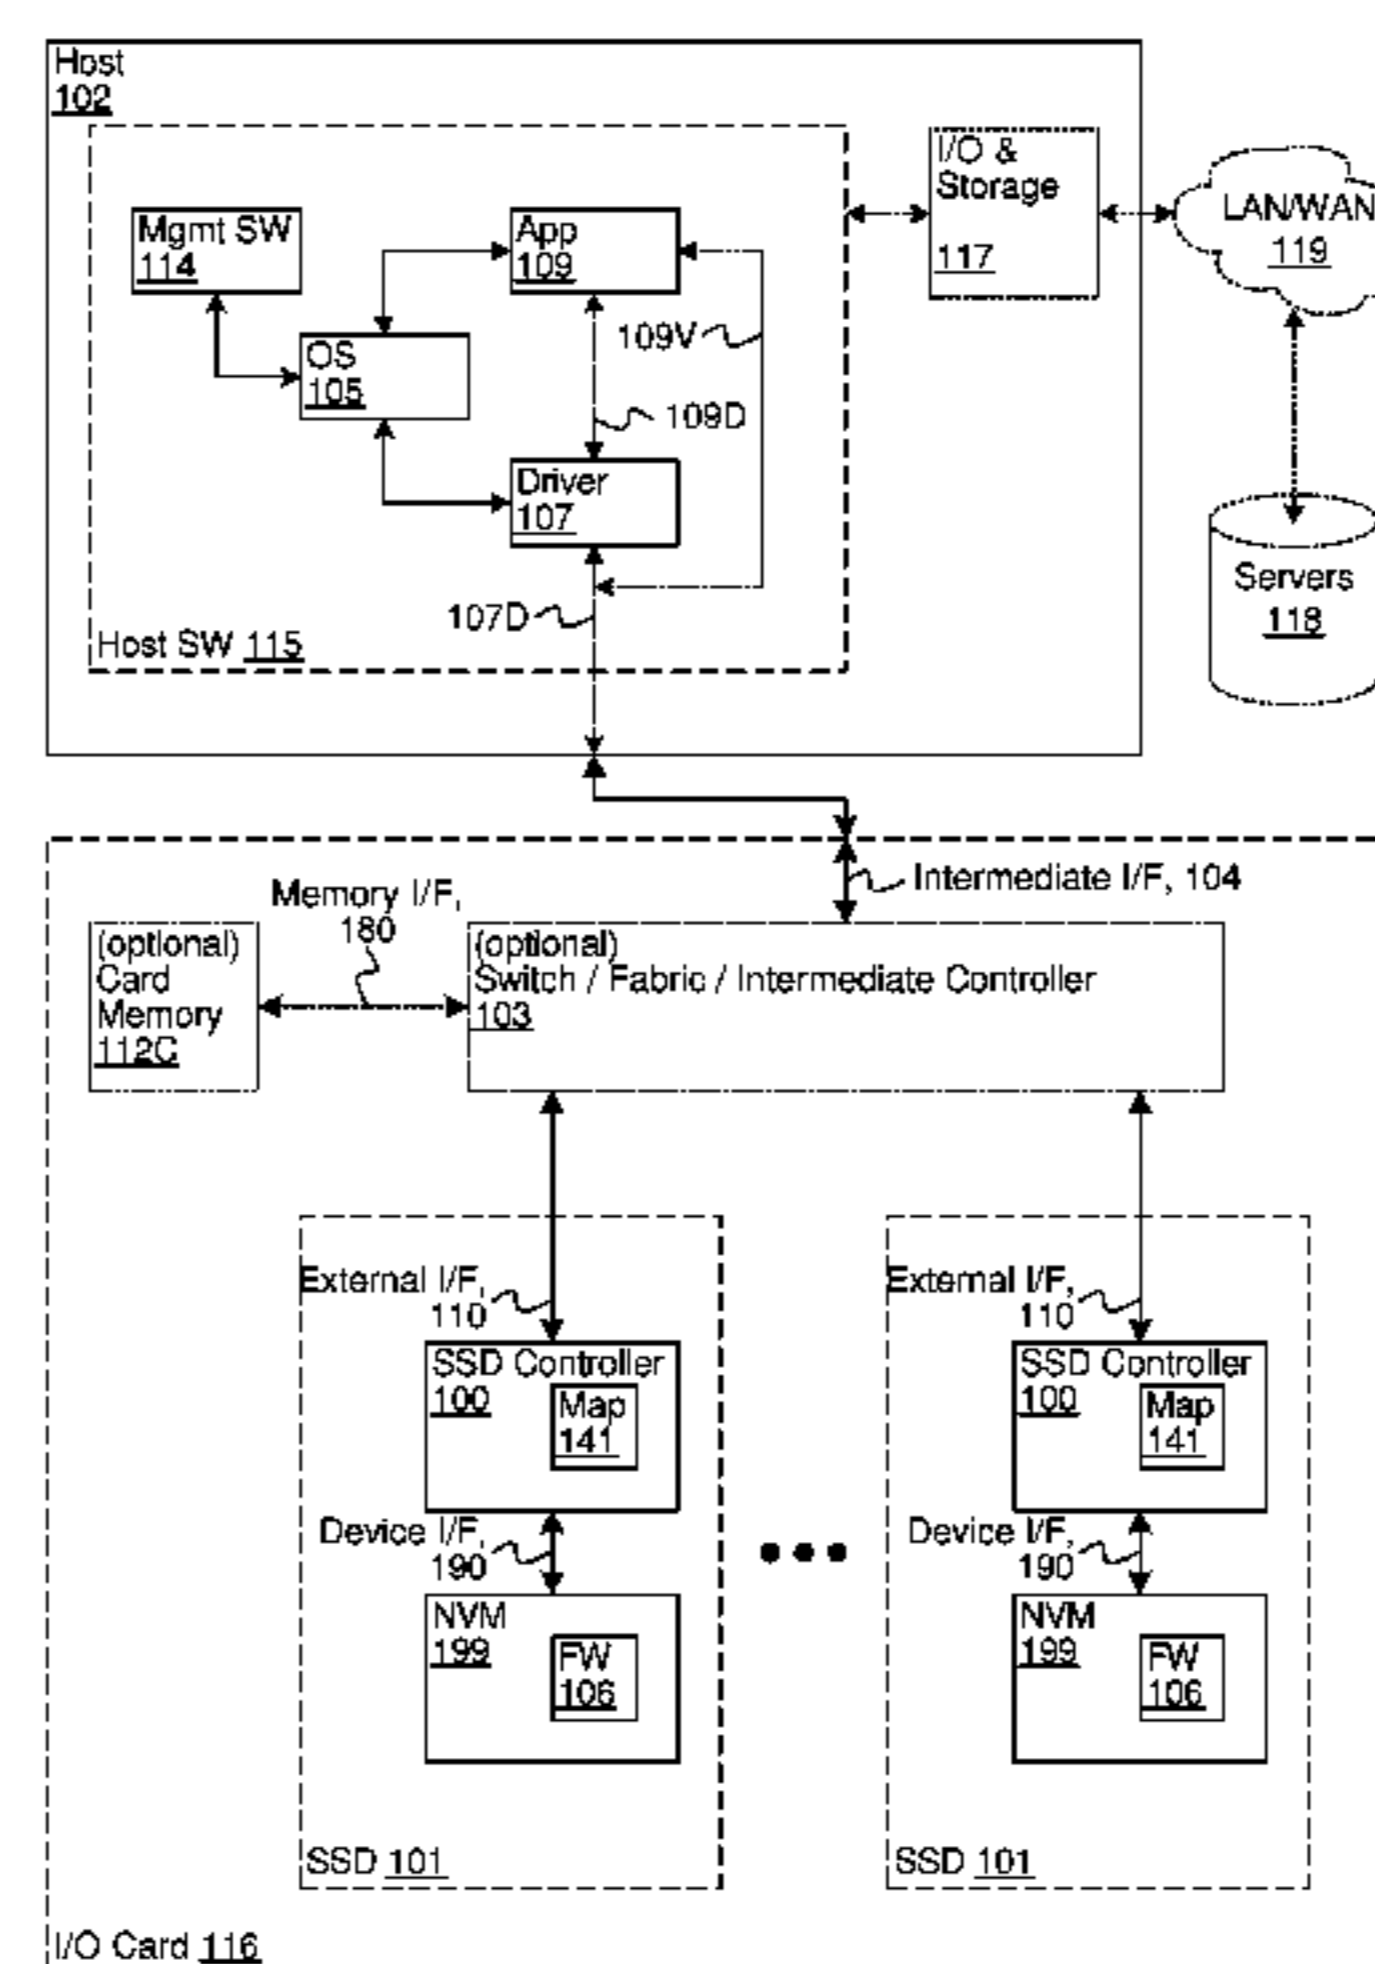 Host
102
I/O &
Storage
117
LAN/WAN
119
Mgmt SW
114
App
109
109V
OS
105
109D
Driver
107
107D
Servers
118
Host SW 115
Intermediate I/F, 104
Memory I/F,
180
(optional)
Card
Memory
112C
(optional)
Switch / Fabric / Intermediate Controller
103
External I/F,
110
SSD Controller
100
Map
141
Device I/F,
190
NVM
199
FW
106
SSD 101
External I/F,
110
SSD Controller
100
Map
141
Device I/F,
190
NVM
199
FW
106
SSD 101
I/O Card 116